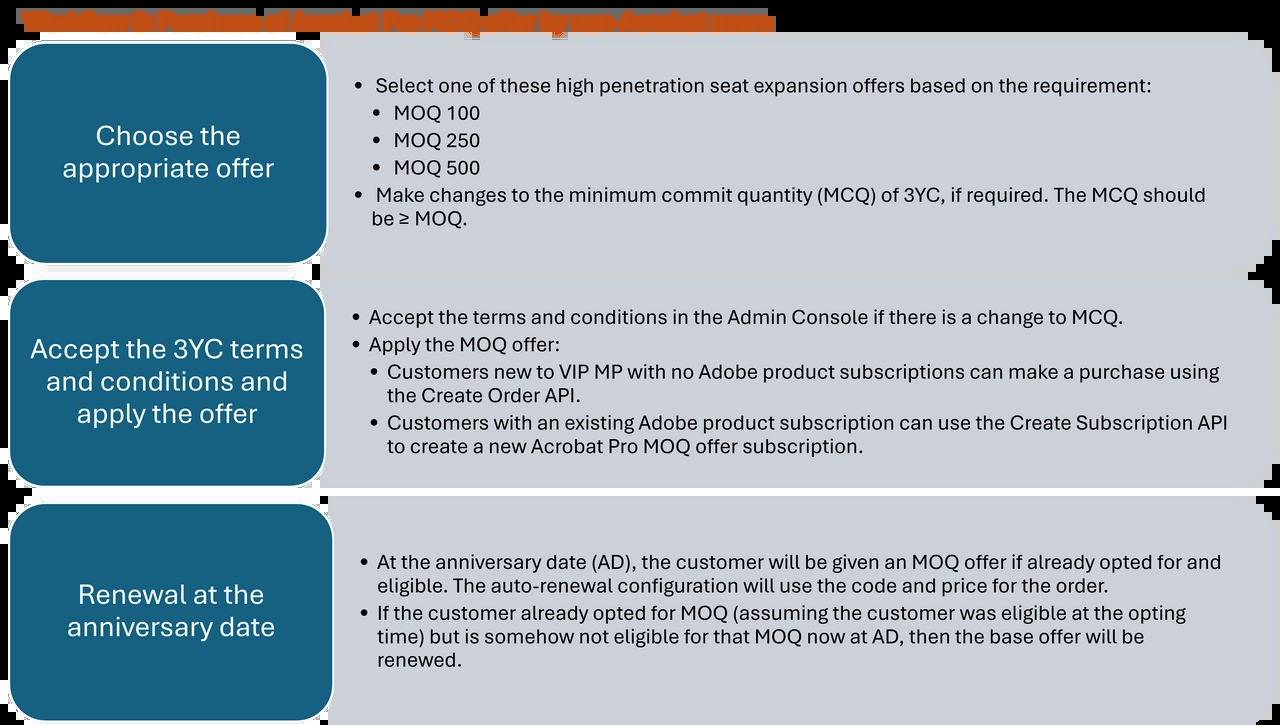 Choose the
appropriate offer
• Select one of these high penetration seat expansion offers based on the requirement:
• MOQ 100
• MOQ 250
• MOQ 500
• Make changes to the minimum commit quantity (MCQ) of 3YC, if required. The MCQ should
be ≥ MOQ.
Accept the 3YC terms
and conditions and
apply the offer
• Accept the terms and conditions in the Admin Console if there is a change to MCQ.
• Apply the MOQ offer:
• Customers new to VIP MP with no Adobe product subscriptions can make a purchase using
the Create Order API.
• Customers with an existing Adobe product subscription can use the Create Subscription API
to create a new Acrobat Pro MOQ offer subscription.
Renewal at the
anniversary date
• At the anniversary date (AD), the customer will be given an MOQ offer if already opted for and
eligible. The auto-renewal configuration will use the code and price for the order.
• If the customer already opted for MOQ (assuming the customer was eligible at the opting
time) but is somehow not eligible for that MOQ now at AD, then the base offer will be
renewed.